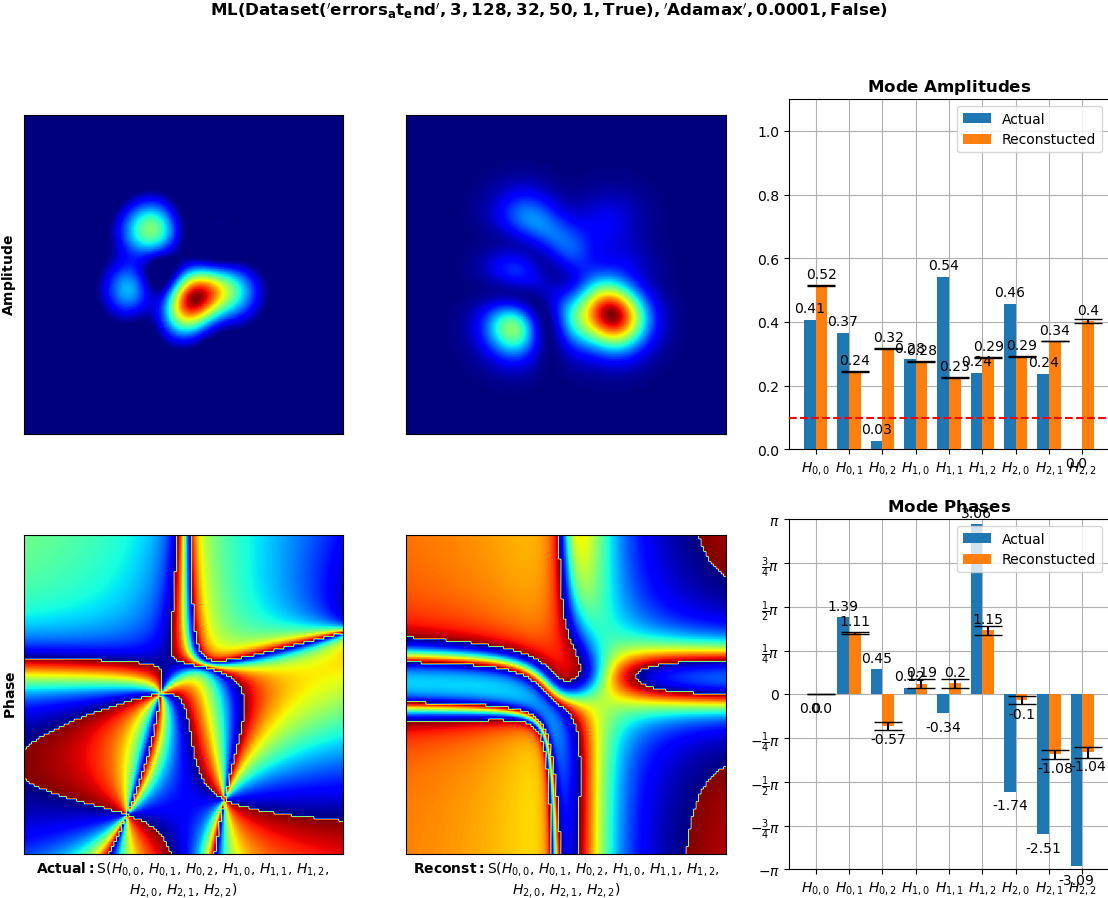 ML(Dataset('errors_at_end', 3, 128, 32, 50, 1, True), 'Adamax', 0.0001, False)
Amplitude
Mode Amplitudes
Actual
Reconstucted
1.0
0.8
0.6
0.4
0.2
0.0
0.41
0.52
0.37
0.24
0.03
0.32
0.28
0.28
0.54
0.23
0.24
0.29
0.46
0.29
0.24
0.34
0.0
0.4
H0,0 H0,1 H0,2 H1,0 H1,1 H1,2 H2,0 H2,1 H2,2
Phase
Mode Phases
Actual
Reconstucted
π
3/4π
1/2π
1/4π
0
−1/4π
−1/2π
−3/4π
−π
0.0
0.0
1.39
1.11
0.45
-0.57
0.12
0.19
-0.34
0.2
3.06
1.15
-1.74
-0.1
-2.51
-1.08
-3.09
-1.04
H0,0 H0,1 H0,2 H1,0 H1,1 H1,2 H2,0 H2,1 H2,2
Actual: S(H0,0, H0,1, H0,2, H1,0, H1,1, H1,2,
H2,0, H2,1, H2,2)
Reconst: S(H0,0, H0,1, H0,2, H1,0, H1,1, H1,2,
H2,0, H2,1, H2,2)